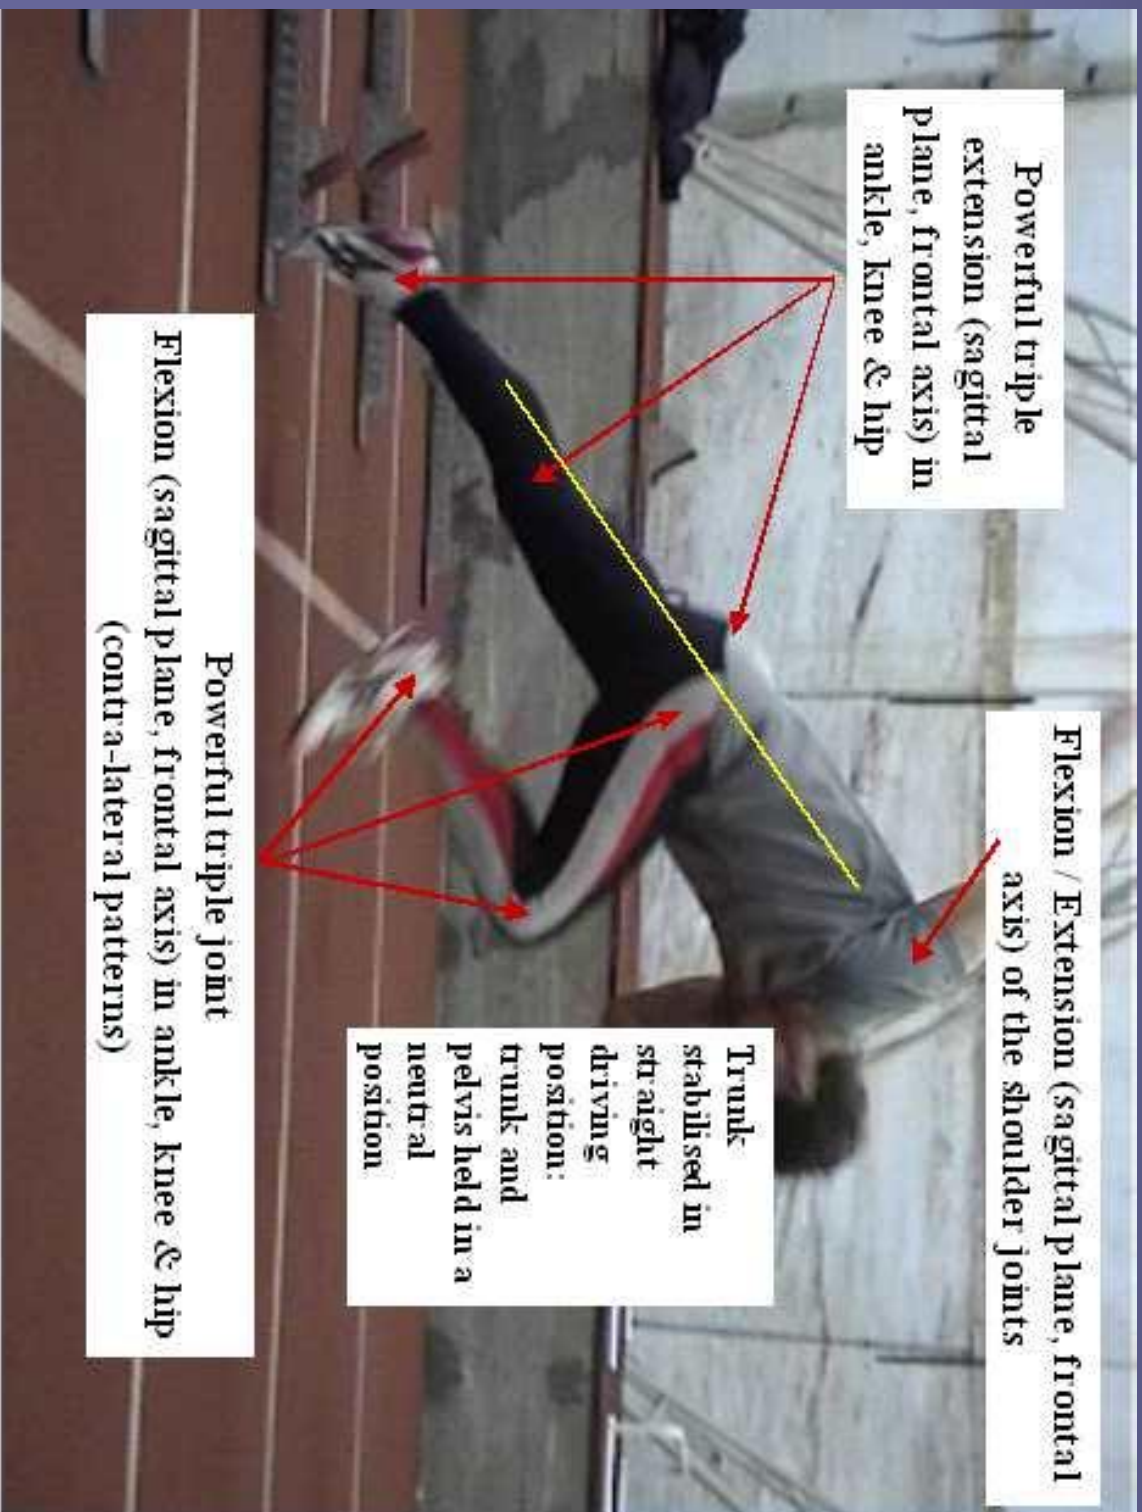 Powerful triple
extension (sagittal
plane, frontal axis) in
ankle, knee & hip
Flexion / Extension (sagittal plane, frontal
axis) of the shoulder joints
Trunk
stabilised in
straight
driving
position:
trunk and
pelvis held in a
neutral
position
Powerful triple joint
Flexion (sagittal plane, frontal axis) in ankle, knee & hip
(contra-lateral patterns)